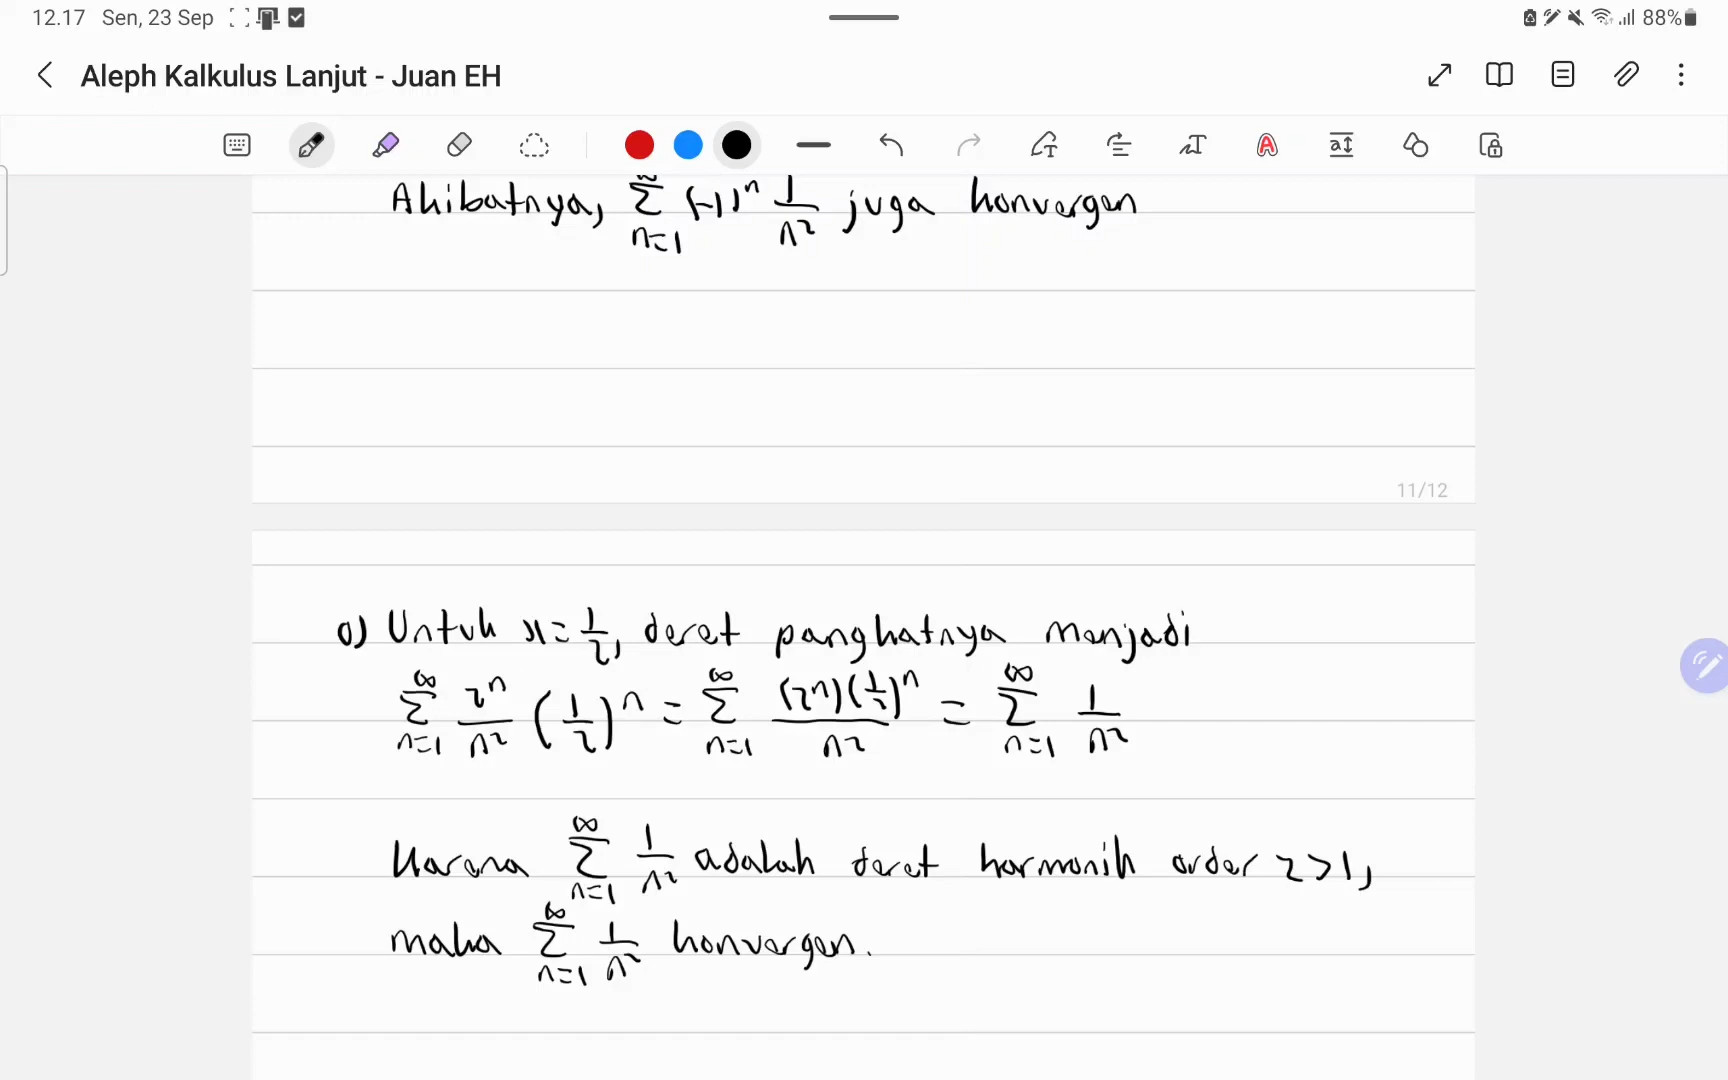 12.17 Sen, 23 Sep 88%
Aleph Kalkulus Lanjut - Juan EH
Akibatnya, ∞∑n=1 (-1)^n 1/n² juga konvergen
11/12
o) Untuk x = 1/2, deret pangkatnya menjadi
∞∑n=1 2^n/n² (1/2)^n = ∞∑n=1 (2^n)(1/2)^n/n² = ∞∑n=1 1/n²
Karena ∞∑n=1 1/n² adalah deret harmonik order 2>1,
maka ∞∑n=1 1/n² konvergen.